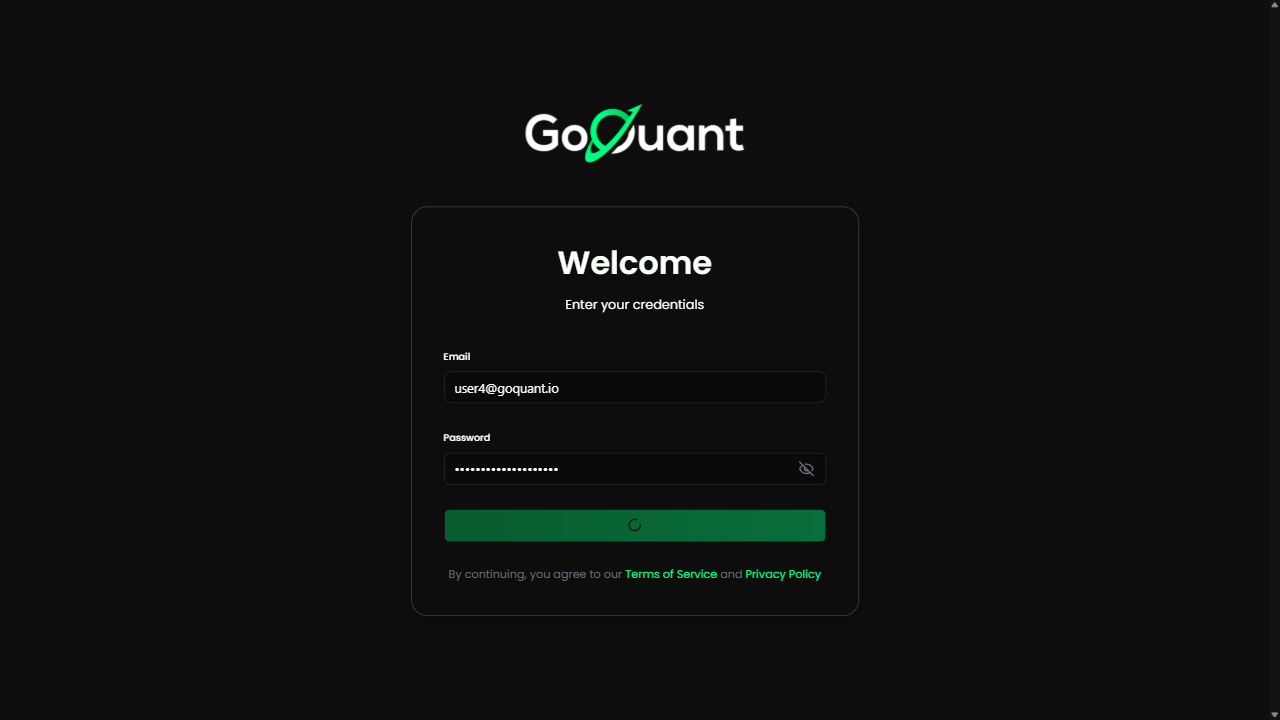 GoQuant
Welcome
Enter your credentials
Email
user4@goquant.io
Password
••••••••••••••••••••
By continuing, you agree to our Terms of Service and Privacy Policy